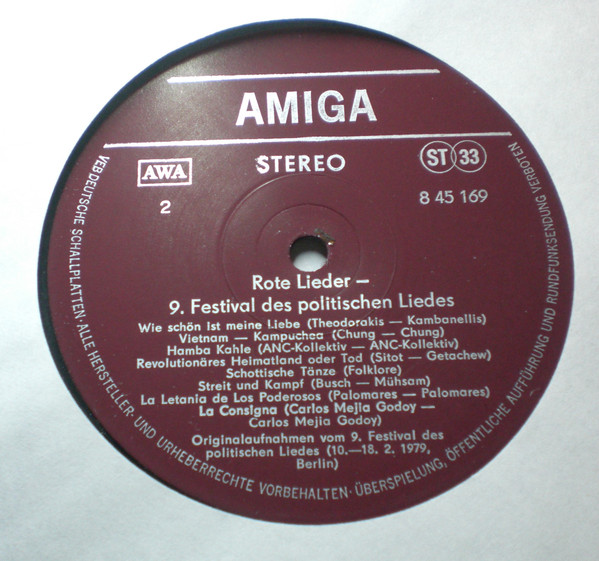 AMIGA
AWA
STEREO
ST 33
2
8 45 169
Rote Lieder —
9. Festival des politischen Liedes
Wie schön ist meine Liebe (Theodorakis — Kambanellis)
Vietnam — Kampuchea (Chung — Chung)
Hamba Kahle (ANC-Kollektiv — ANC-Kollektiv)
Revolutionäres Heimatland oder Tod (Sitot — Getachew)
Schottische Tänze (Folklore)
Streit und Kampf (Busch — Mühsam)
La Letania de Los Poderosos (Palomares — Palomares)
La Consigna (Carlos Mejia Godoy —
Carlos Mejia Godoy)
Originalaufnahmen vom 9. Festival des
politischen Liedes (10.—18. 2. 1979,
Berlin)
VEB DEUTSCHE SCHALLPLATTEN · ALLE HERSTELLER- UND URHEBERRECHTE VORBEHALTEN · ÜBERSPIELUNG, ÖFFENTLICHE AUFFÜHRUNG UND RUNDFUNKSENDUNG VERBOTEN